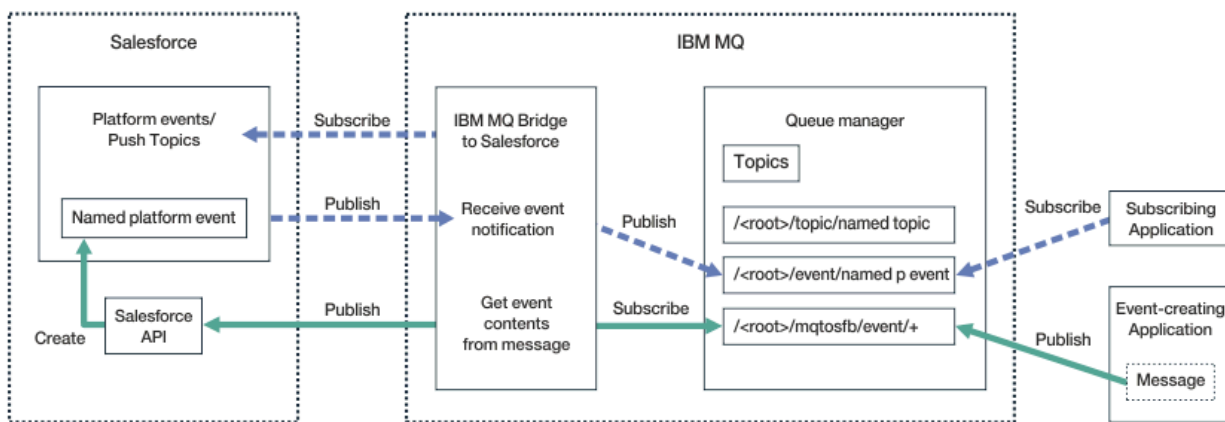 Salesforce
IBM MQ
Platform events/
Push Topics
Subscribe
IBM MQ Bridge
to Salesforce
Queue manager
Topics
Named platform event
Publish
Receive event
notification
Publish
/<root>/topic/named topic
Subscribe
Subscribing
Application
/<root>/event/named p event
Salesforce
API
Create
Publish
Get event
contents
from message
Subscribe
/<root>/mqtosfb/event/+
Publish
Event-creating
Application
Message